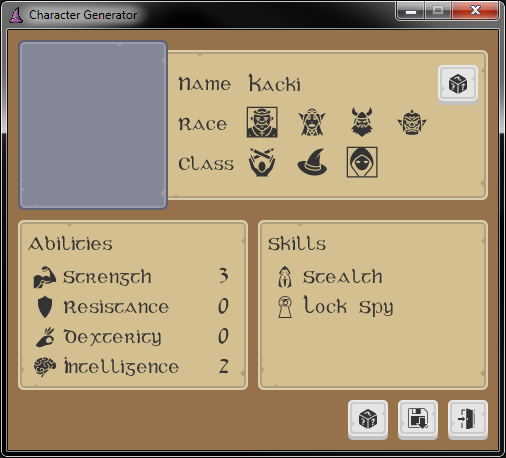 Character Generator
Name Kacki
Race
Class
Abilities
Strength 3
Resistance 0
Dexterity 0
Intelligence 2
Skills
Stealth
Lock Spy